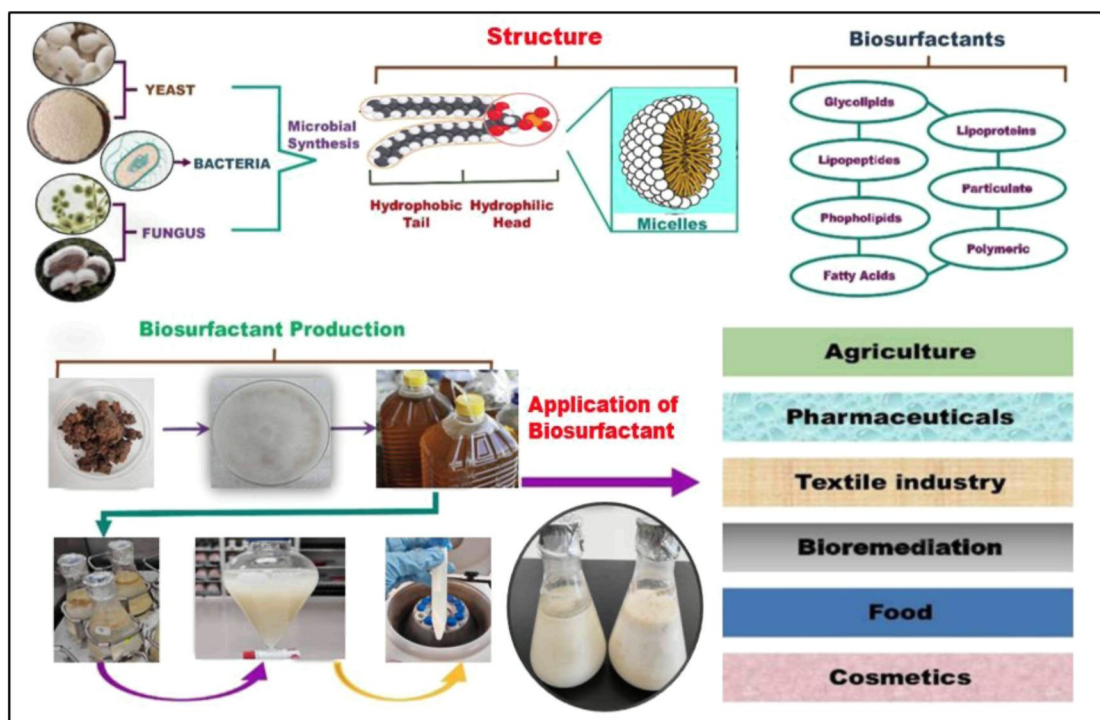 Structure
Biosurfactants
YEAST
BACTERIA
FUNGUS
Microbial
Synthesis
Hydrophobic
Tail
Hydrophilic
Head
Micelles
Glycolipids
Lipoproteins
Lipopeptides
Particulate
Phopholipids
Polymeric
Fatty Acids
Biosurfactant Production
Application of
Biosurfactant
Agriculture
Pharmaceuticals
Textile industry
Bioremediation
Food
Cosmetics